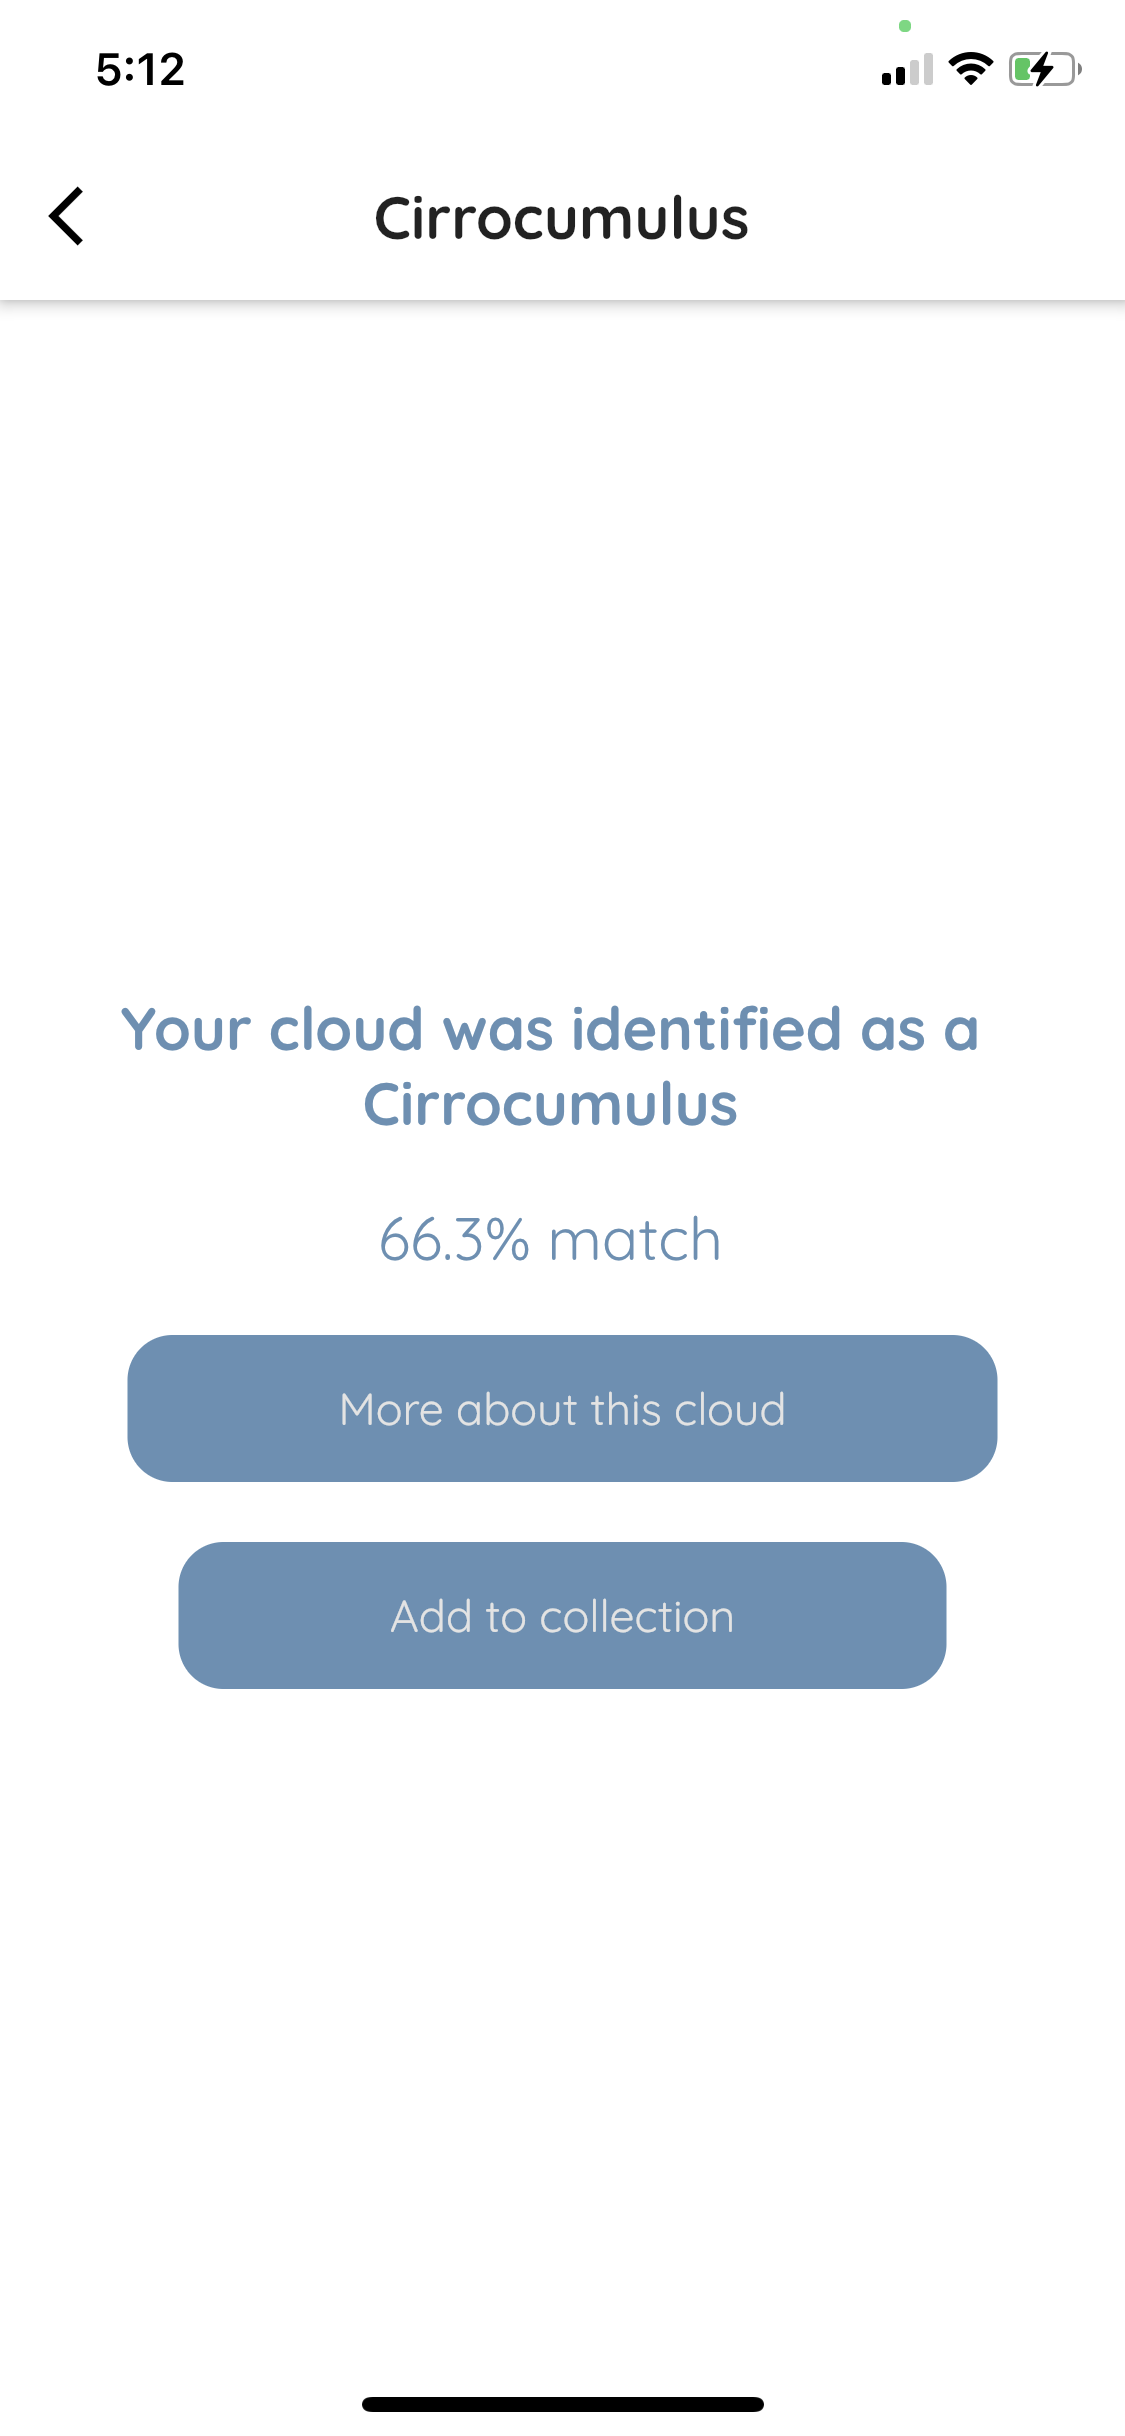 5:12
Cirrocumulus
Your cloud was identified as a
Cirrocumulus
66.3% match
More about this cloud
Add to collection